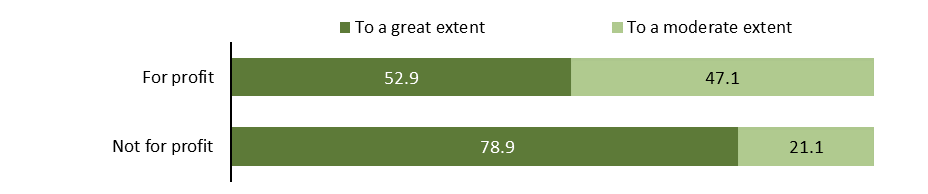 To a great extent To a moderate extent
For profit 52.9 47.1
Not for profit 78.9 21.1